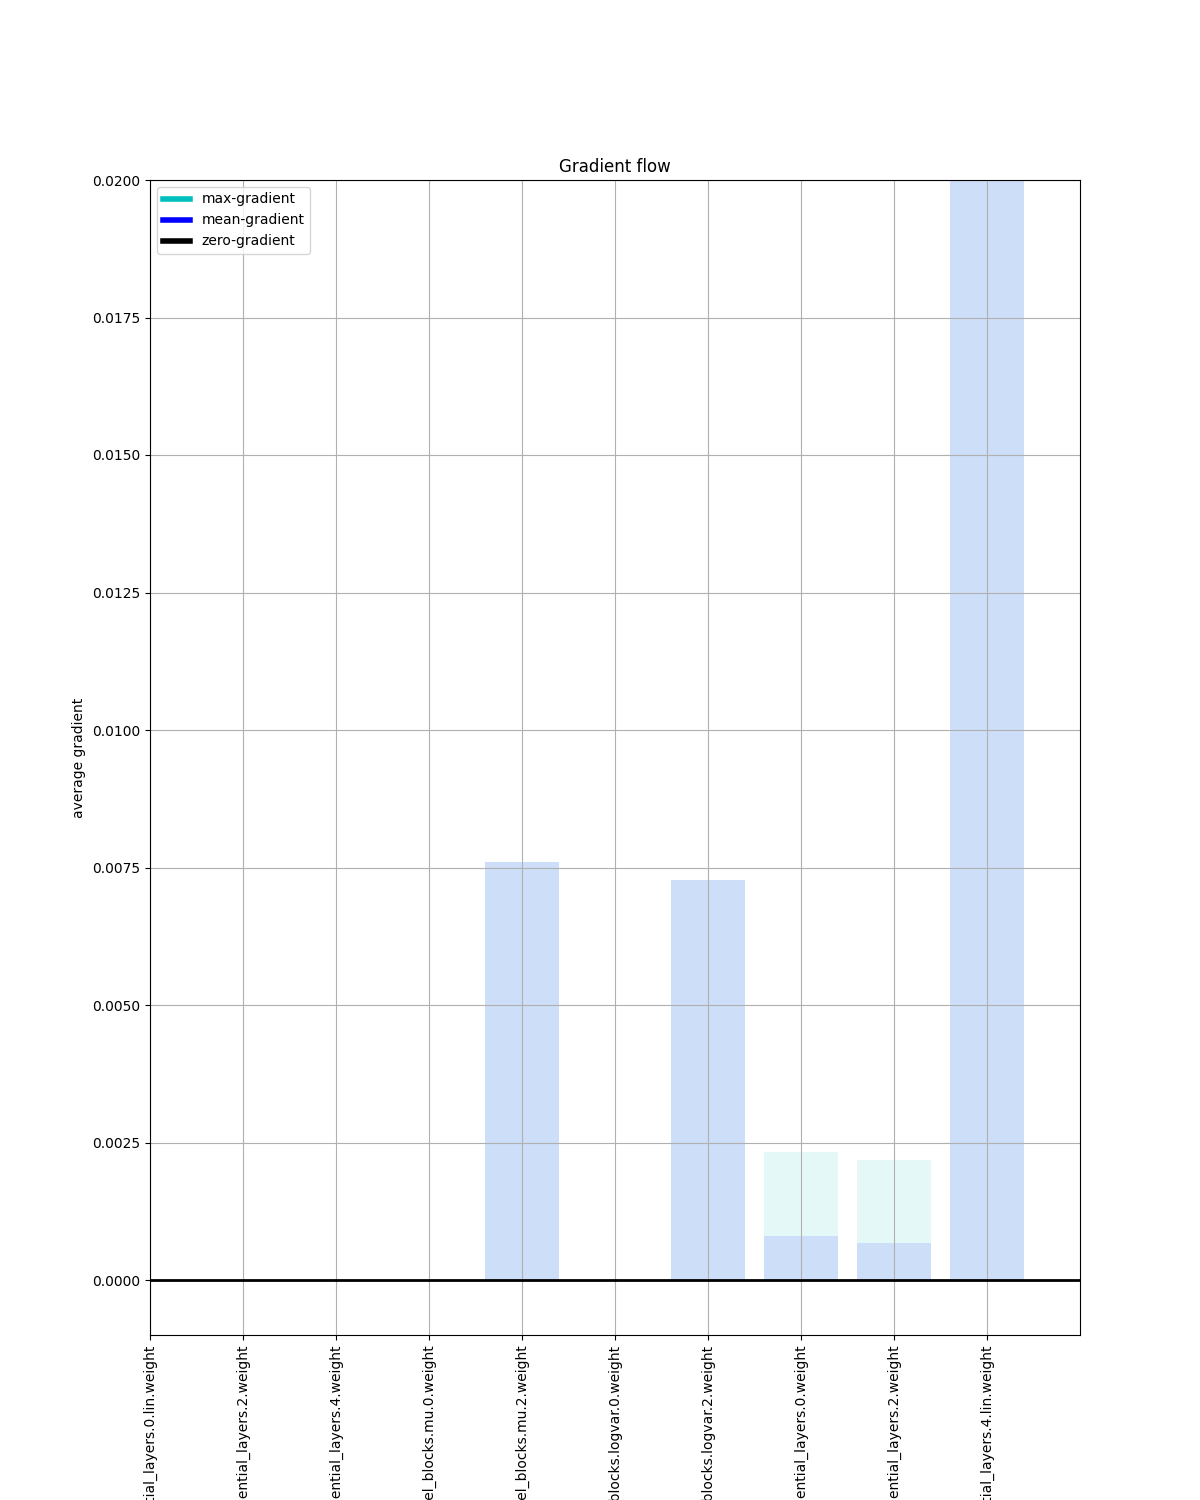 Gradient flow
max-gradient
mean-gradient
zero-gradient
0.0200
0.0175
0.0150
0.0125
0.0100
0.0075
0.0050
0.0025
0.0000
average gradient
tial_layers.0.lin.weight
ential_layers.2.weight
ential_layers.4.weight
el_blocks.mu.0.weight
el_blocks.mu.2.weight
blocks.logvar.0.weight
blocks.logvar.2.weight
ential_layers.0.weight
ential_layers.2.weight
tial_layers.4.lin.weight